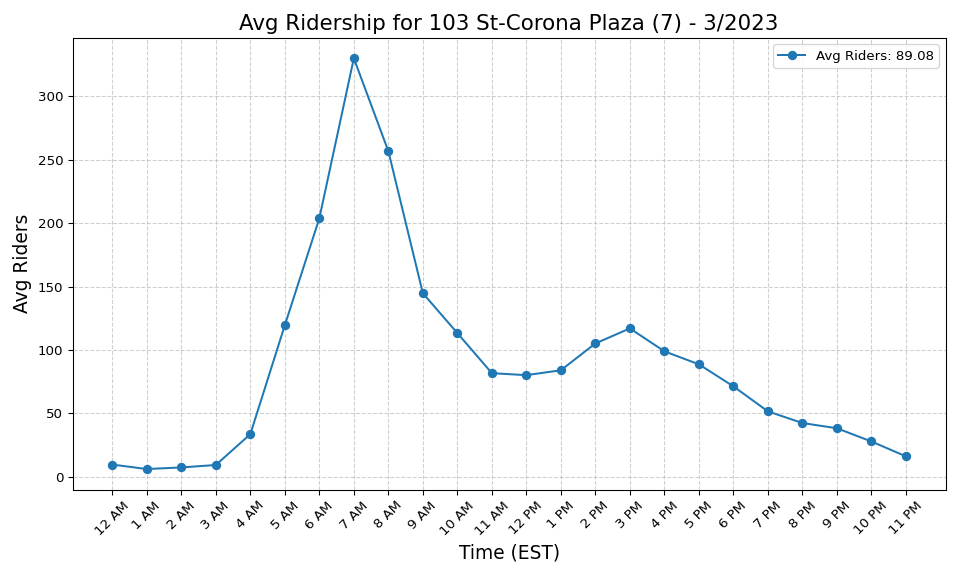 Avg Ridership for 103 St-Corona Plaza (7) - 3/2023
Avg Riders: 89.08
Avg Riders
300
250
200
150
100
50
0
12 AM
1 AM
2 AM
3 AM
4 AM
5 AM
6 AM
7 AM
8 AM
9 AM
10 AM
11 AM
12 PM
1 PM
2 PM
3 PM
4 PM
5 PM
6 PM
7 PM
8 PM
9 PM
10 PM
11 PM
Time (EST)